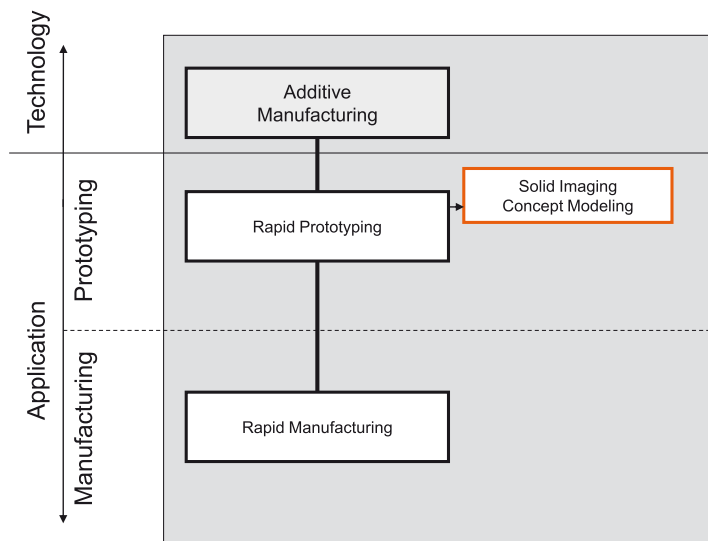 Technology
Additive
Manufacturing
Application
Prototyping
Rapid Prototyping
Solid Imaging
Concept Modeling
Manufacturing
Rapid Manufacturing